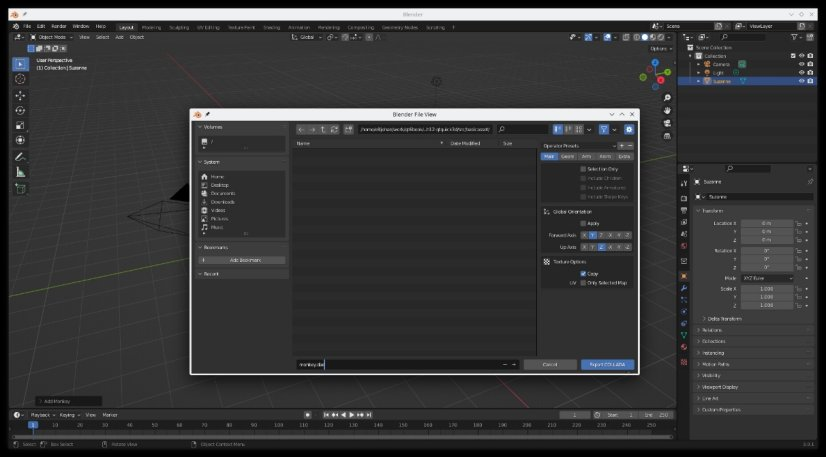 Blender
File Edit Render Window Help Layout Modeling Sculpting UV Editing Texture Paint Shading Animation Rendering Compositing Geometry Nodes Scripting + Scene ViewLayer
Object Mode View Select Add Object Global
Options
User Perspective
(1) Collection | Suzanne
Scene Collection
Collection
Camera
Light
Suzanne
Blender File View
Volumes
/
System
Home
Desktop
Documents
Downloads
Videos
Pictures
Music
Bookmarks
Add Bookmark
Recent
Name Date Modified Size
Operator Presets
Main Geom Arm Anim Extra
Selection Only
Include Children
Include Armatures
Include Shape Keys
Global Orientation
Apply
Forward Axis X Y Z -X -Y -Z
Up Axis X Y Z -X -Y -Z
Texture Options
Copy
UV Only Selected Map
monkey.dae
Cancel Export COLLADA
Suzanne
Suzanne
Transform
Location X 0 m
Y 0 m
Z 0 m
Rotation X 0°
Y 0°
Z 0°
Mode XYZ Euler
Scale X 1.000
Y 1.000
Z 1.000
Delta Transform
Relations
Collections
Instancing
Motion Paths
Visibility
Viewport Display
Line Art
Custom Properties
Add Monkey
Playback Keying View Marker 1 Start 1 End 250
1 10 20 30 40 50 60 70 80 90 100 110 120 130 140 150 160 170 180 190 200 210 220 230 240 250
Select Box Select Rotate View Object Context Menu